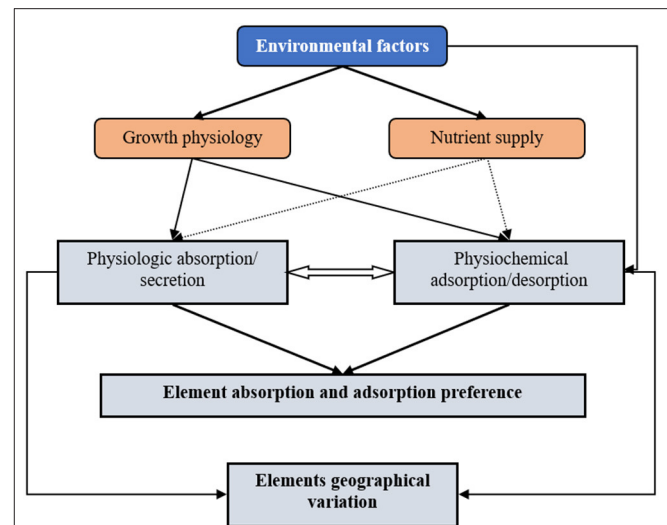 Environmental factors
Growth physiology
Nutrient supply
Physiologic absorption/
secretion
Physiochemical
adsorption/desorption
Element absorption and adsorption preference
Elements geographical
variation